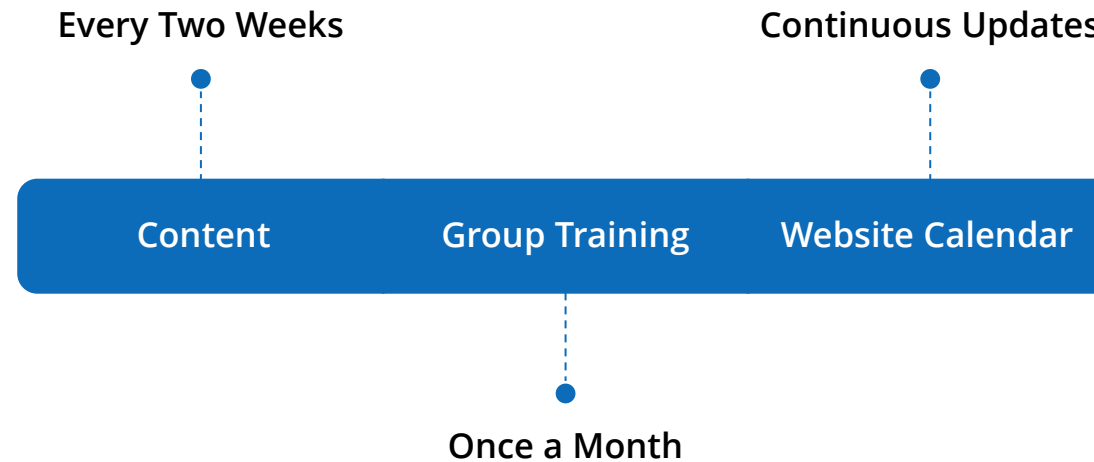 Every Two Weeks
Continuous Updates
Content
Group Training
Website Calendar
Once a Month